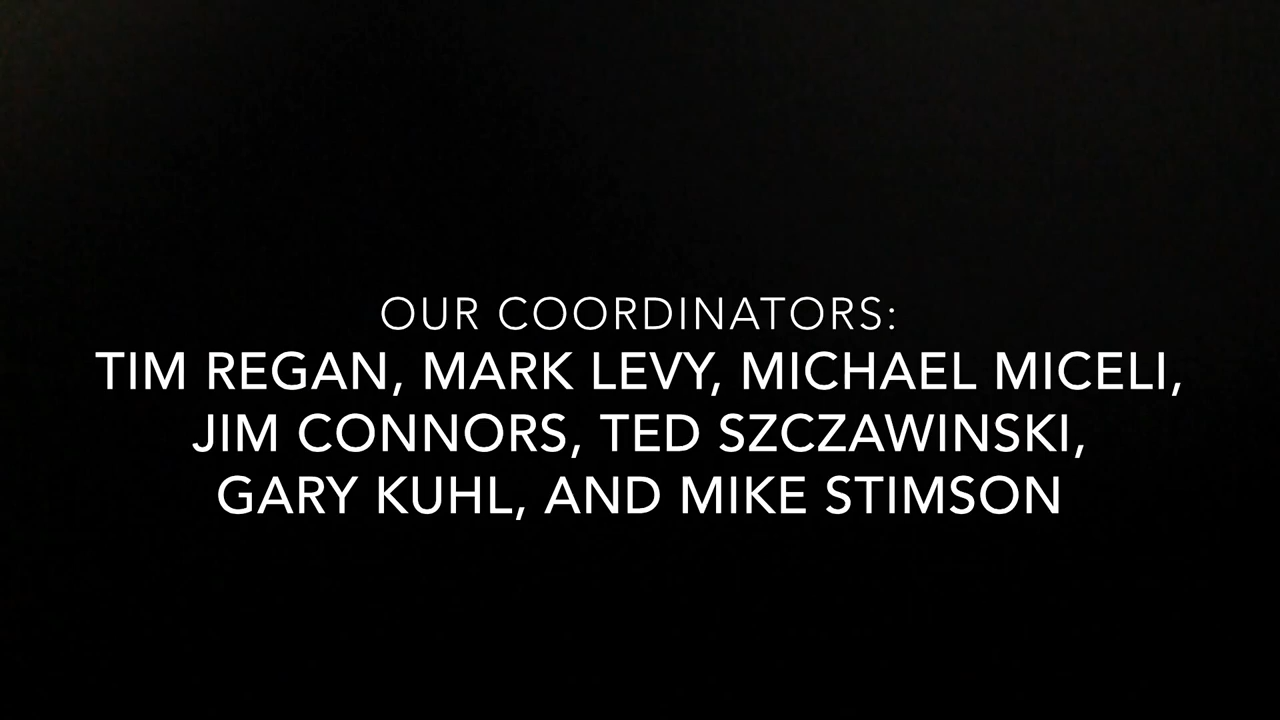 OUR COORDINATORS:
TIM REGAN, MARK LEVY, MICHAEL MICELI,
JIM CONNORS, TED SZCZAWINSKI,
GARY KUHL, AND MIKE STIMSON